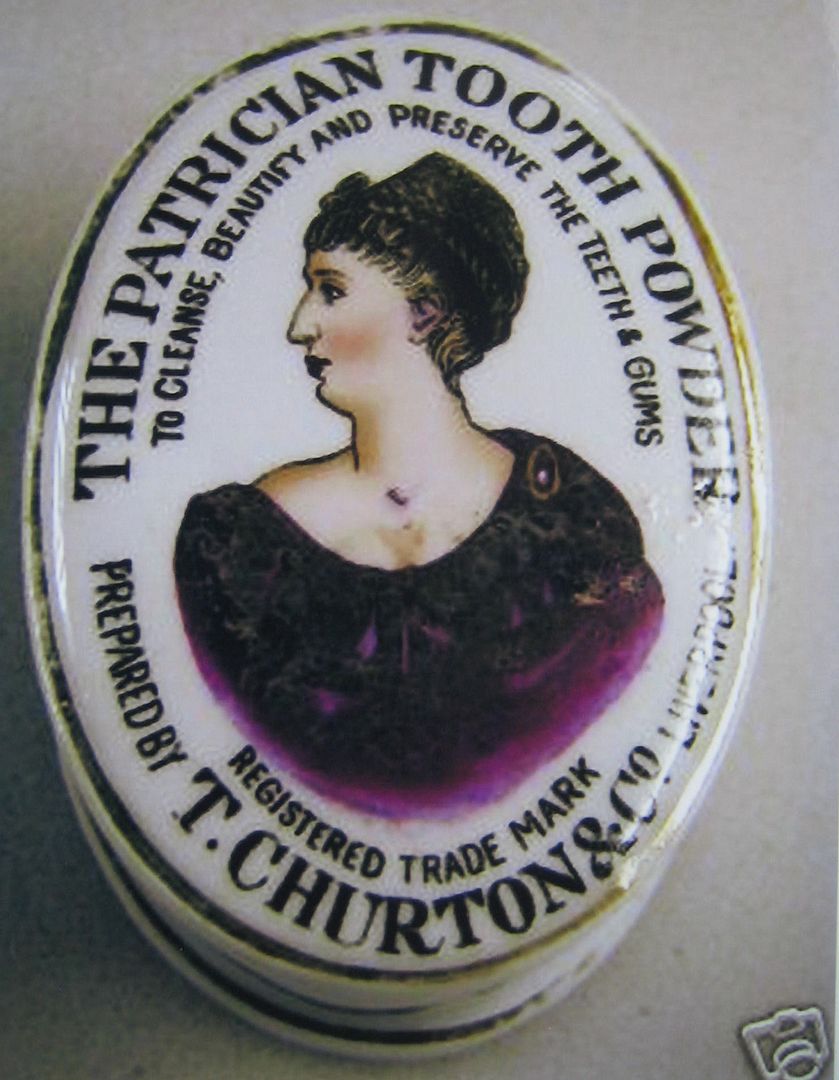 THE PATRICIAN TOOTH POWDER
TO CLEANSE, BEAUTIFY AND PRESERVE THE TEETH & GUMS
REGISTERED TRADE MARK
PREPARED BY T. CHURTON & CO. LIVERPOOL